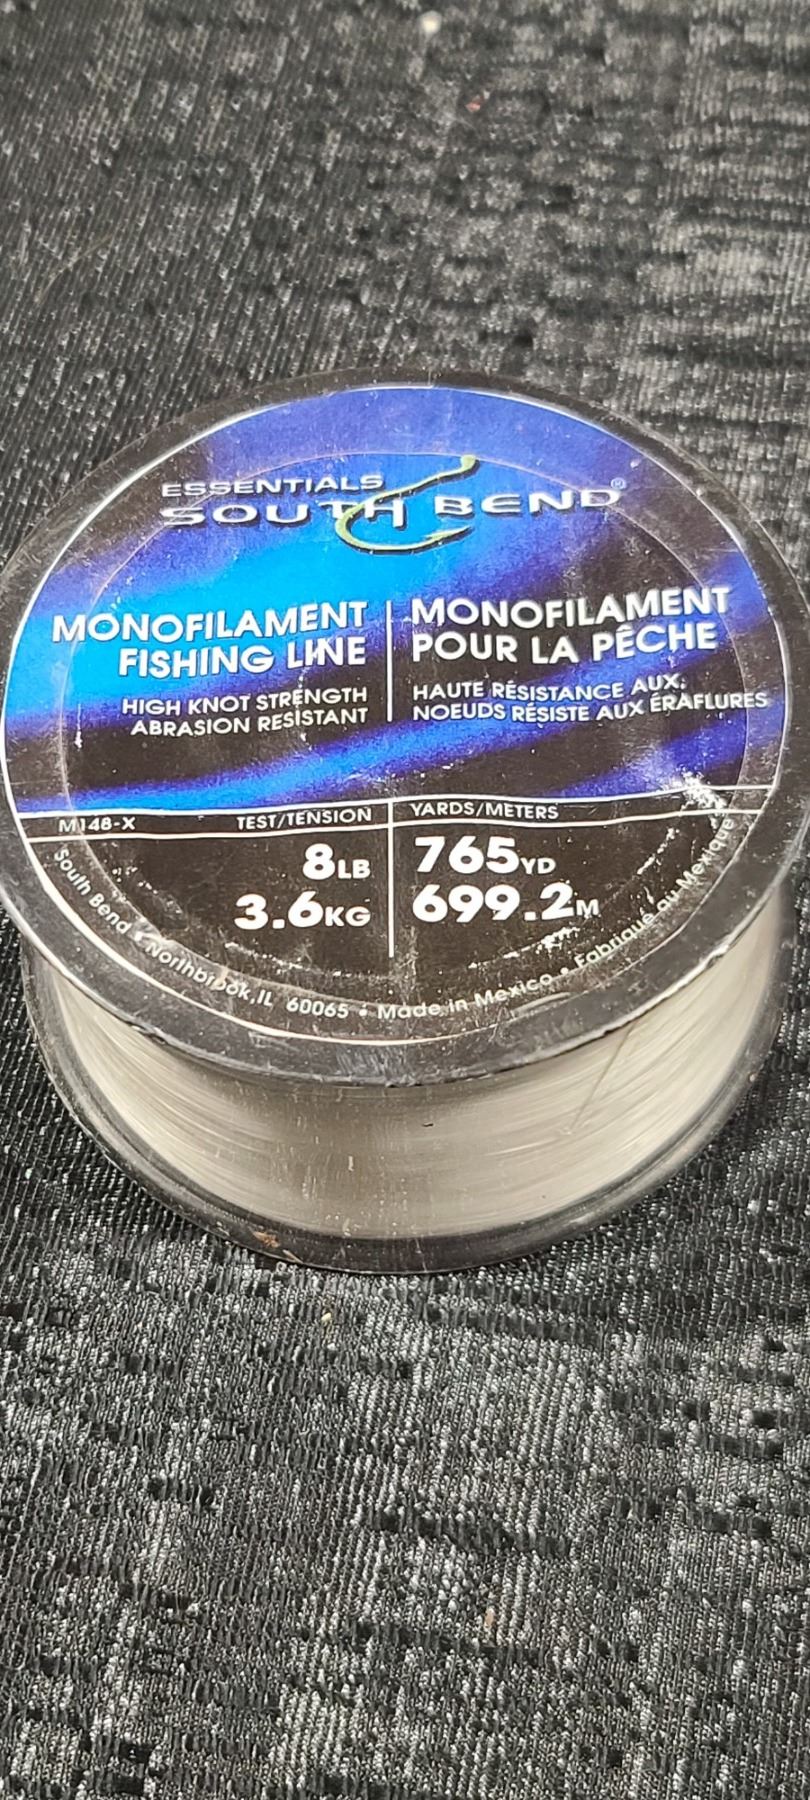 ESSENTIALS
SOUTH BEND®
MONOFILAMENT
FISHING LINE
HIGH KNOT STRENGTH
ABRASION RESISTANT
MONOFILAMENT
POUR LA PÊCHE
HAUTE RÉSISTANCE AUX:
NOEUDS RÉSISTE AUX ÉRAFLURES
M148-X
TEST/TENSION
8LB
3.6KG
YARDS/METERS
765YD
699.2M
South Bend • Northbrook, IL 60065 • Made in Mexico • Fabriqué au Mexique